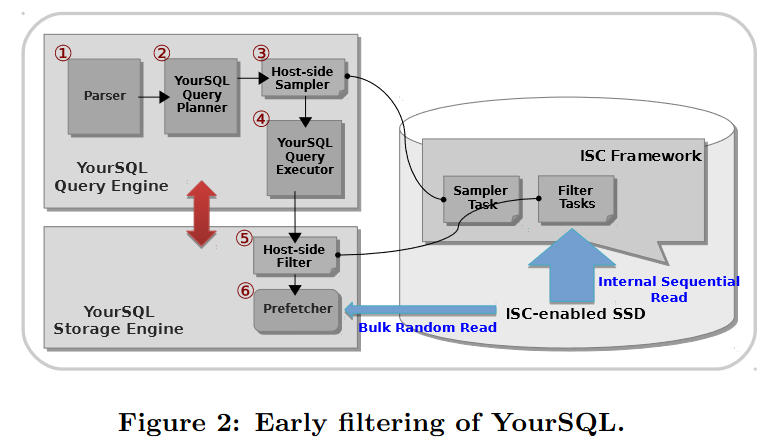 ①
②
③
Parser
YourSQL
Query
Planner
Host-side
Sampler
④
YourSQL
Query
Executor
YourSQL
Query Engine
ISC Framework
Sampler
Task
Filter
Tasks
⑤
Host-side
Filter
⑥
Prefetcher
YourSQL
Storage Engine
Internal Sequential
Read
ISC-enabled SSD
Bulk Random Read
Figure 2: Early filtering of YourSQL.